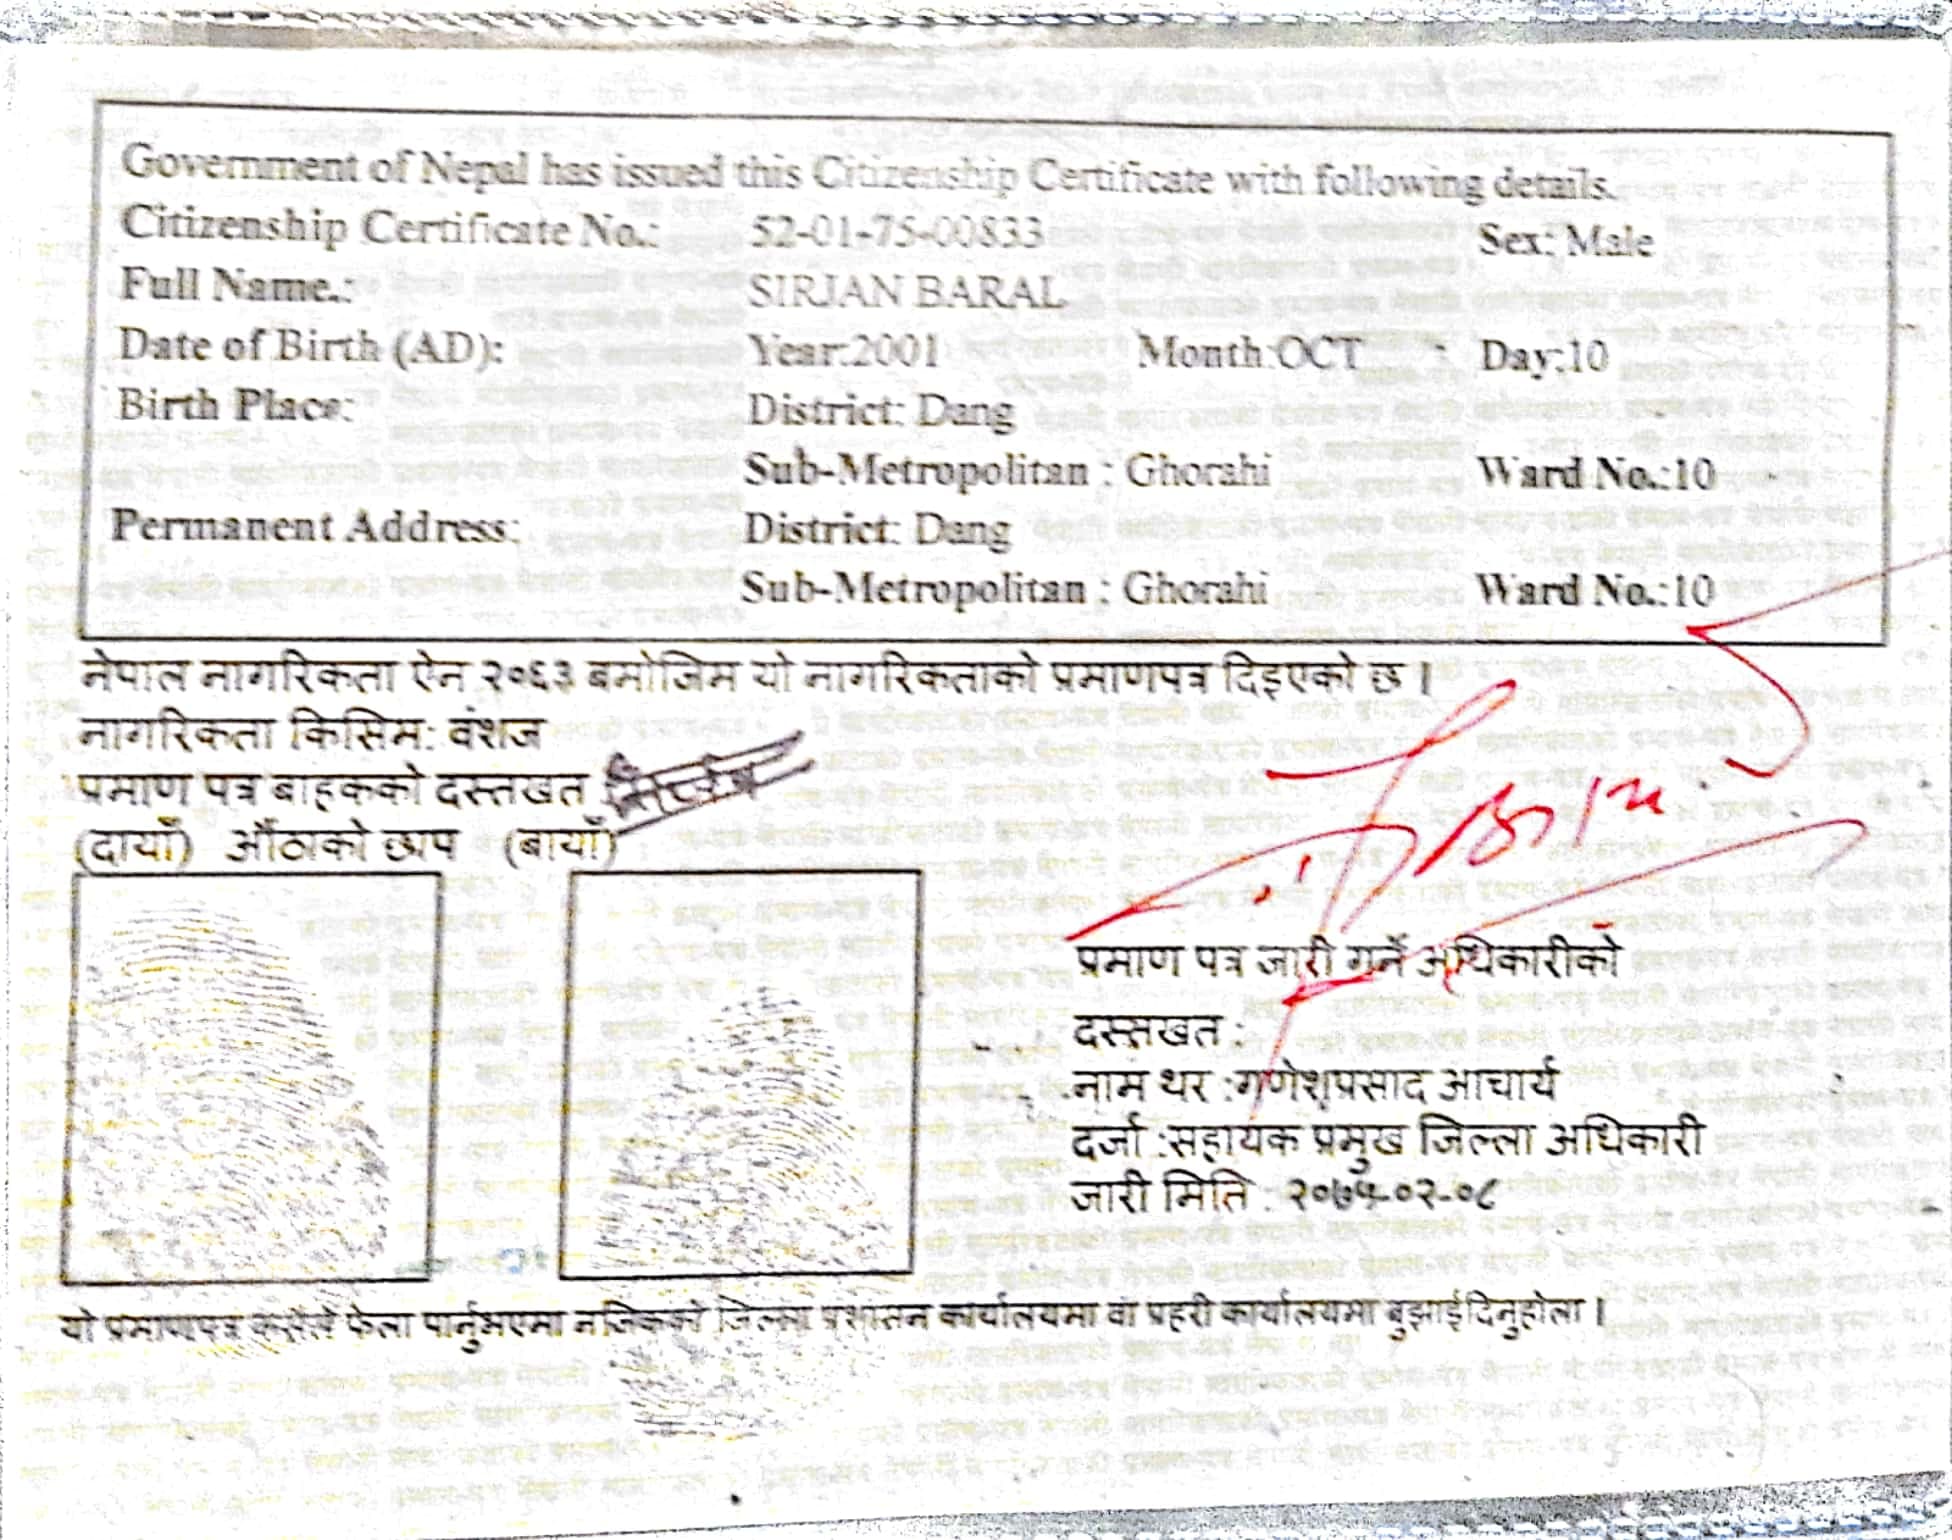 Government of Nepal has issued this Citizenship Certificate with following details.
Citizenship Certificate No.: 52-01-75-00833 Sex: Male
Full Name.: SIRJAN BARAL
Date of Birth (AD): Year:2001 Month:OCT Day:10
Birth Place: District: Dang
Sub-Metropolitan : Ghorahi Ward No.:10
Permanent Address: District: Dang
Sub-Metropolitan : Ghorahi Ward No.:10
नेपाल नागरिकता ऐन २०६३ बमोजिम यो नागरिकताको प्रमाणपत्र दिइएको छ ।
नागरिकता किसिम: वंशज
प्रमाण पत्र बाहकको दस्तखत
(दायाँ) औंठाको छाप (बायाँ)
प्रमाण पत्र जारी गर्ने अधिकारीको
दस्तखत :
नाम थर :गणेशप्रसाद आचार्य
दर्जा :सहायक प्रमुख जिल्ला अधिकारी
जारी मिति : २०७५-०२-०८
यो प्रमाणपत्र कसैले फेला पार्नुभएमा नजिकको जिल्ला प्रशासन कार्यालयमा वा प्रहरी कार्यालयमा बुझाईदिनुहोला ।